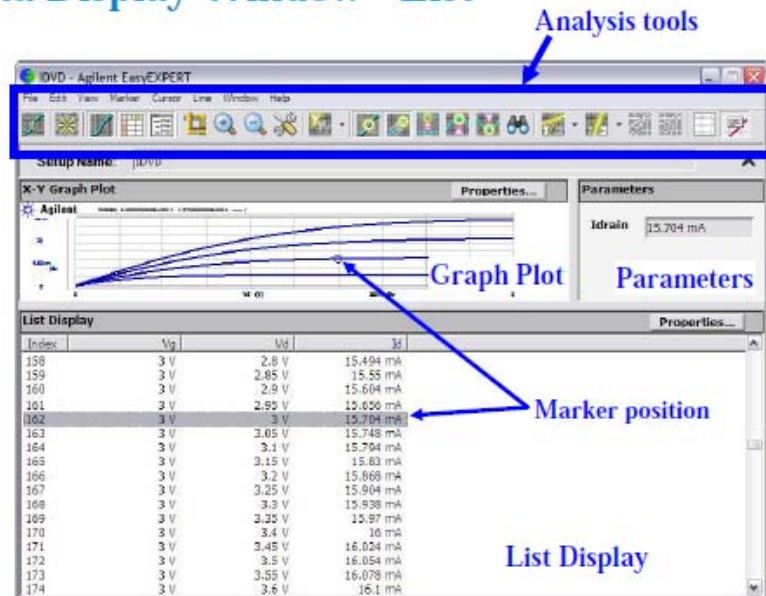 Display Window List
Analysis tools
IDVD - Agilent EasyEXPERT
File Edit View Marker Cursor Line Window Help
Setup Name: IDVD
X-Y Graph Plot Properties... Parameters
Agilent
Idrain 15.704 mA
Graph Plot Parameters
List Display Properties...
Index Vg Vd Id
158 3 V 2.8 V 15.494 mA
159 3 V 2.85 V 15.55 mA
160 3 V 2.9 V 15.604 mA
161 3 V 2.95 V 15.656 mA
162 3 V 3 V 15.704 mA
Marker position
163 3 V 3.05 V 15.748 mA
164 3 V 3.1 V 15.794 mA
165 3 V 3.15 V 15.83 mA
166 3 V 3.2 V 15.868 mA
167 3 V 3.25 V 15.904 mA
168 3 V 3.3 V 15.938 mA
169 3 V 3.35 V 15.97 mA
170 3 V 3.4 V 16 mA
171 3 V 3.45 V 16.024 mA
172 3 V 3.5 V 16.054 mA
List Display
173 3 V 3.55 V 16.078 mA
174 3 V 3.6 V 16.1 mA